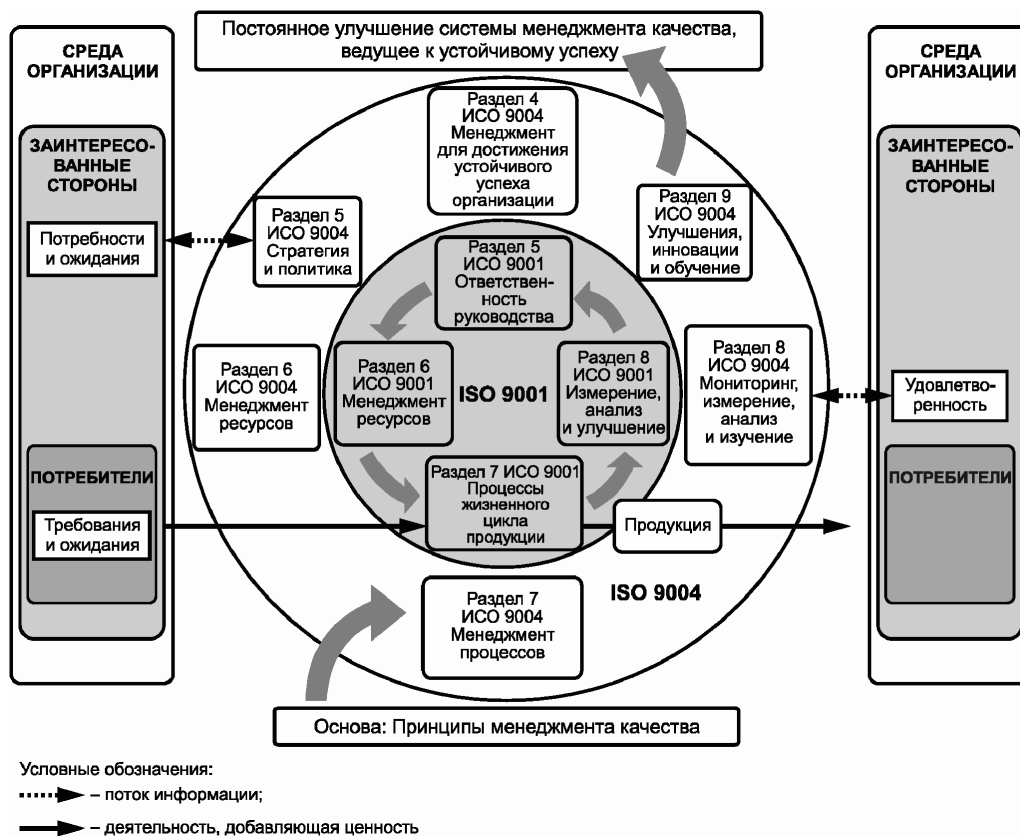 Постоянное улучшение системы менеджмента качества,
ведущее к устойчивому успеху
СРЕДА
ОРГАНИЗАЦИИ
ЗАИНТЕРЕСО-
ВАННЫЕ
СТОРОНЫ
Потребности
и ожидания
ПОТРЕБИТЕЛИ
Требования
и ожидания
Раздел 4
ИСО 9004
Менеджмент
для достижения
устойчивого
успеха
организации
Раздел 5
ИСО 9004
Стратегия
и политика
Раздел 9
ИСО 9004
Улучшения,
инновации
и обучение
Раздел 5
ИСО 9001
Ответствен-
ность
руководства
Раздел 6
ИСО 9004
Менеджмент
ресурсов
Раздел 6
ИСО 9001
Менеджмент
ресурсов
ISO 9001
Раздел 8
ИСО 9001
Измерение,
анализ
и улучшение
Раздел 8
ИСО 9004
Мониторинг,
измерение,
анализ
и изучение
Раздел 7 ИСО 9001
Процессы
жизненного
цикла
продукции
Продукция
ISO 9004
Раздел 7
ИСО 9004
Менеджмент
процессов
СРЕДА
ОРГАНИЗАЦИИ
ЗАИНТЕРЕСО-
ВАННЫЕ
СТОРОНЫ
Удовлетво-
ренность
ПОТРЕБИТЕЛИ
Основа: Принципы менеджмента качества
Условные обозначения:
– поток информации;
– деятельность, добавляющая ценность